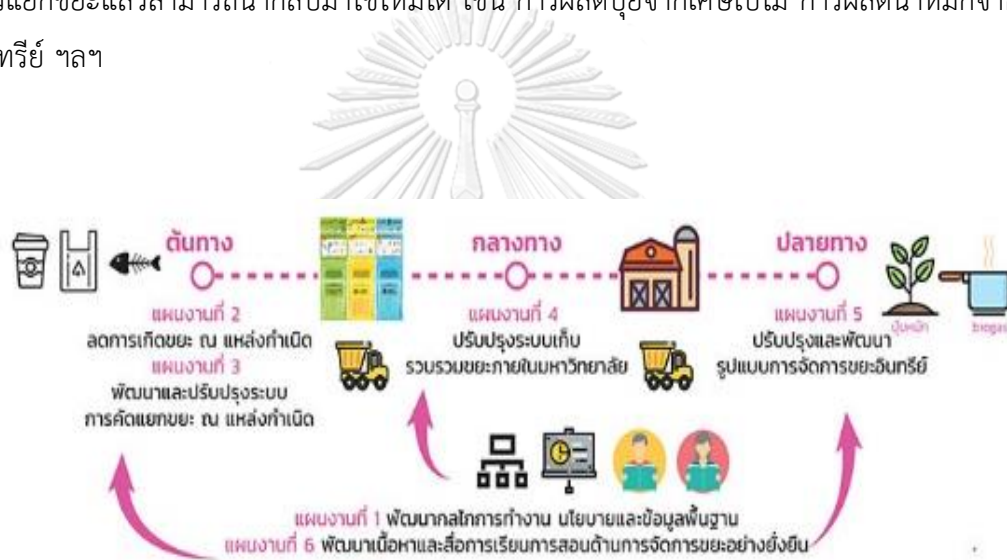 ทรีย์ ฯลฯ
ต้นทาง
แผนงานที่ 2
ลดการเกิดขยะ ณ แหล่งกำเนิด
แผนงานที่ 3
พัฒนาและปรับปรุงระบบ
การคัดแยกขยะ ณ แหล่งกำเนิด
กลางทาง
แผนงานที่ 4
ปรับปรุงระบบเก็บ
รวบรวมขยะภายในมหาวิทยาลัย
ปลายทาง
แผนงานที่ 5
ปรับปรุงและพัฒนา
รูปแบบการจัดการขยะอินทรีย์
ปุ๋ยหมัก
biogas
แผนงานที่ 1 พัฒนากลไกการทำงาน นโยบายและข้อมูลพื้นฐาน
แผนงานที่ 6 พัฒนาเนื้อหาและสื่อการเรียนการสอนด้านการจัดการขยะอย่างยั่งยืน